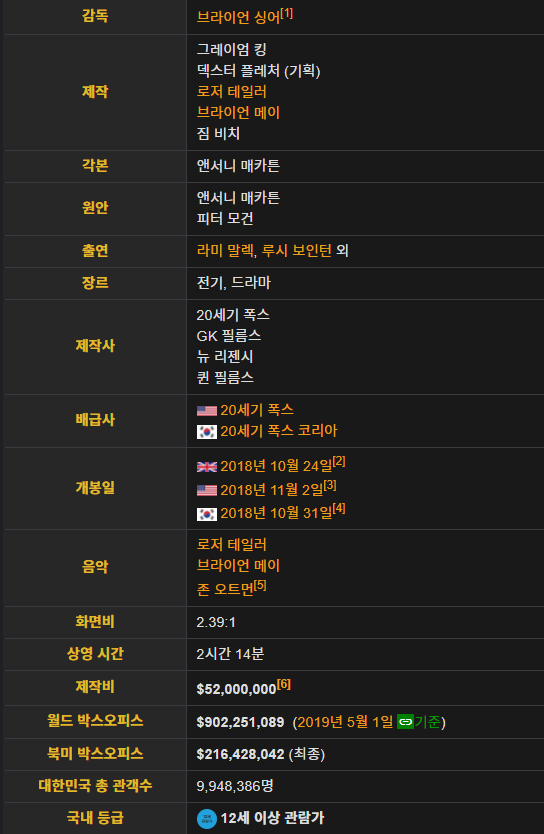 감독 브라이언 싱어[1]
제작 그레이엄 킹
덱스터 플레처 (기획)
로저 테일러
브라이언 메이
짐 비치
각본 앤서니 매카튼
원안 앤서니 매카튼
피터 모건
출연 라미 말렉, 루시 보인턴 외
장르 전기, 드라마
제작사 20세기 폭스
GK 필름스
뉴 리젠시
퀸 필름스
배급사 20세기 폭스
20세기 폭스 코리아
개봉일 2018년 10월 24일[2]
2018년 11월 2일[3]
2018년 10월 31일[4]
음악 로저 테일러
브라이언 메이
존 오트먼[5]
화면비 2.39:1
상영 시간 2시간 14분
제작비 $52,000,000[6]
월드 박스오피스 $902,251,089 (2019년 5월 1일 기준)
북미 박스오피스 $216,428,042 (최종)
대한민국 총 관객수 9,948,386명
국내 등급 12세 이상 관람가